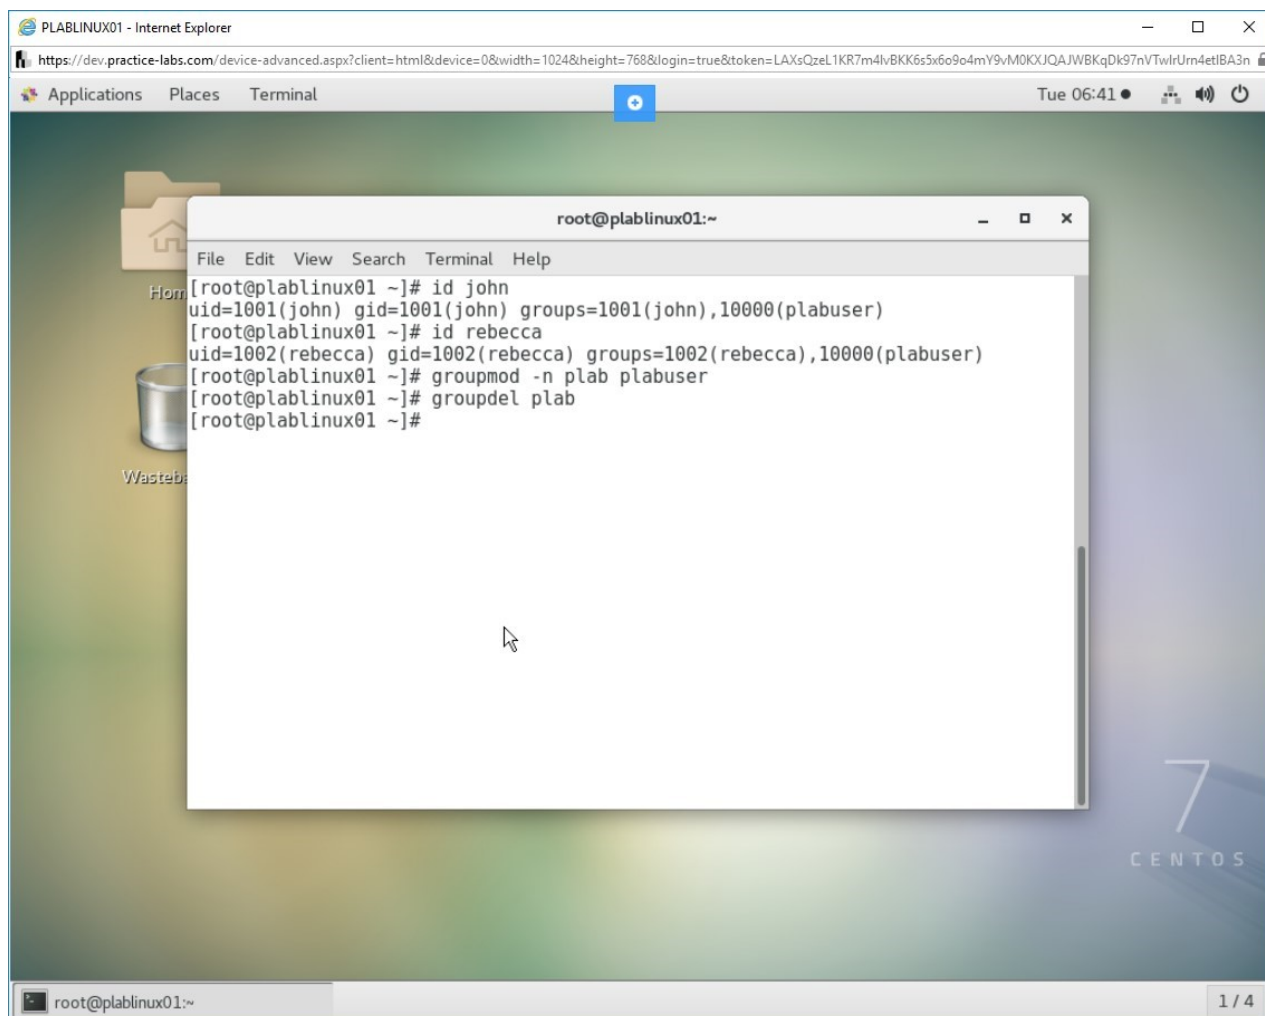 PLABLINUX01 - Internet Explorer
https://dev.practice-labs.com/device-advanced.aspx?client=html&device=0&width=1024&height=768&login=true&token=LAXsQzeL1KR7m4lvBKK6s5x6o9o4mY9vM0KXJQAJWBKqDk97nVTwIrUrn4etIBA3n
Applications Places Terminal Tue 06:41
root@plablinux01:~
File Edit View Search Terminal Help
[root@plablinux01 ~]# id john
uid=1001(john) gid=1001(john) groups=1001(john),10000(plabuser)
[root@plablinux01 ~]# id rebecca
uid=1002(rebecca) gid=1002(rebecca) groups=1002(rebecca),10000(plabuser)
[root@plablinux01 ~]# groupmod -n plab plabuser
[root@plablinux01 ~]# groupdel plab
[root@plablinux01 ~]#
Hom
Wasteb
7
CENTOS
root@plablinux01:~
1 / 4